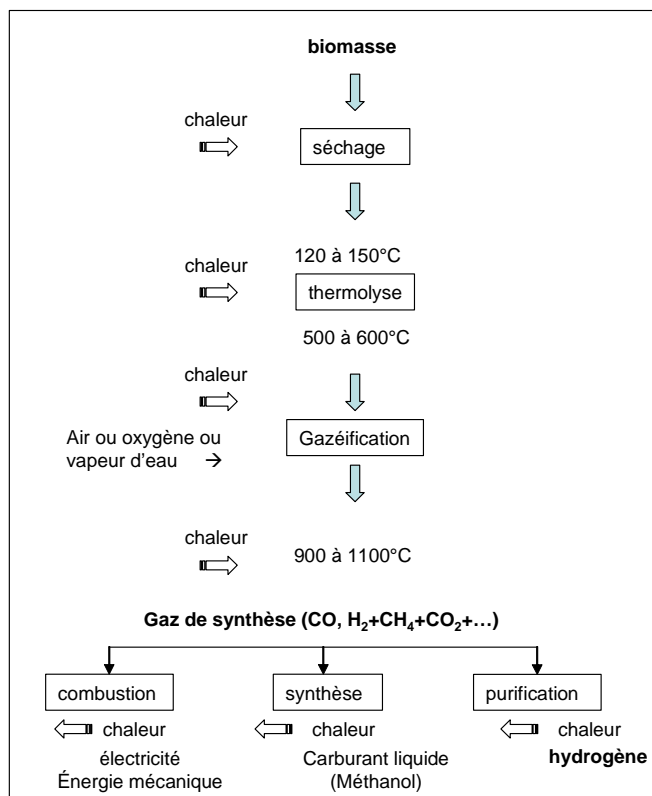 biomasse
chaleur
séchage
120 à 150°C
chaleur
thermolyse
500 à 600°C
chaleur
Air ou oxygène ou
vapeur d'eau →
Gazéification
chaleur
900 à 1100°C
Gaz de synthèse (CO, H₂+CH₄+CO₂+…)
combustion
synthèse
purification
chaleur
chaleur
chaleur
électricité
Énergie mécanique
Carburant liquide
(Méthanol)
hydrogène